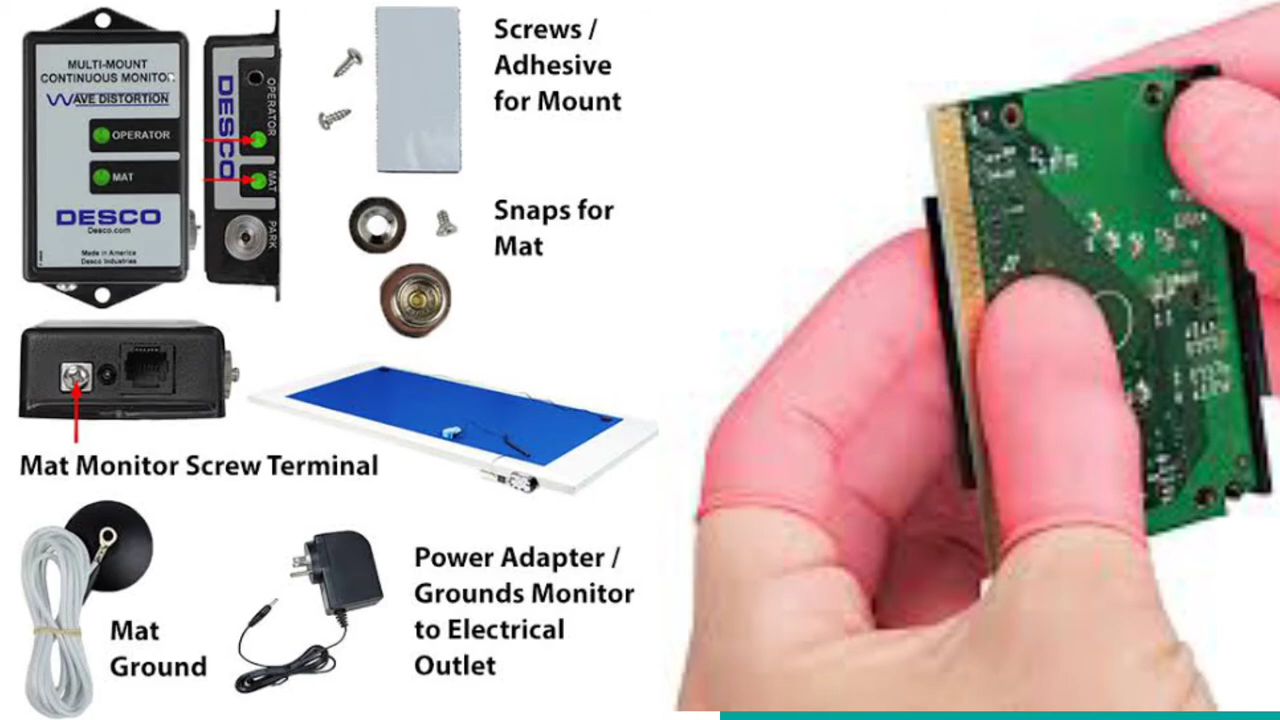 MULTI-MOUNT
CONTINUOUS MONITOR
WAVE DISTORTION
OPERATOR
MAT
DESCO
Desco.com
Made in America
Desco Industries
DESCO
OPERATOR
MAT
PARK
Screws /
Adhesive
for Mount
Snaps for
Mat
Mat Monitor Screw Terminal
Mat
Ground
Power Adapter /
Grounds Monitor
to Electrical
Outlet